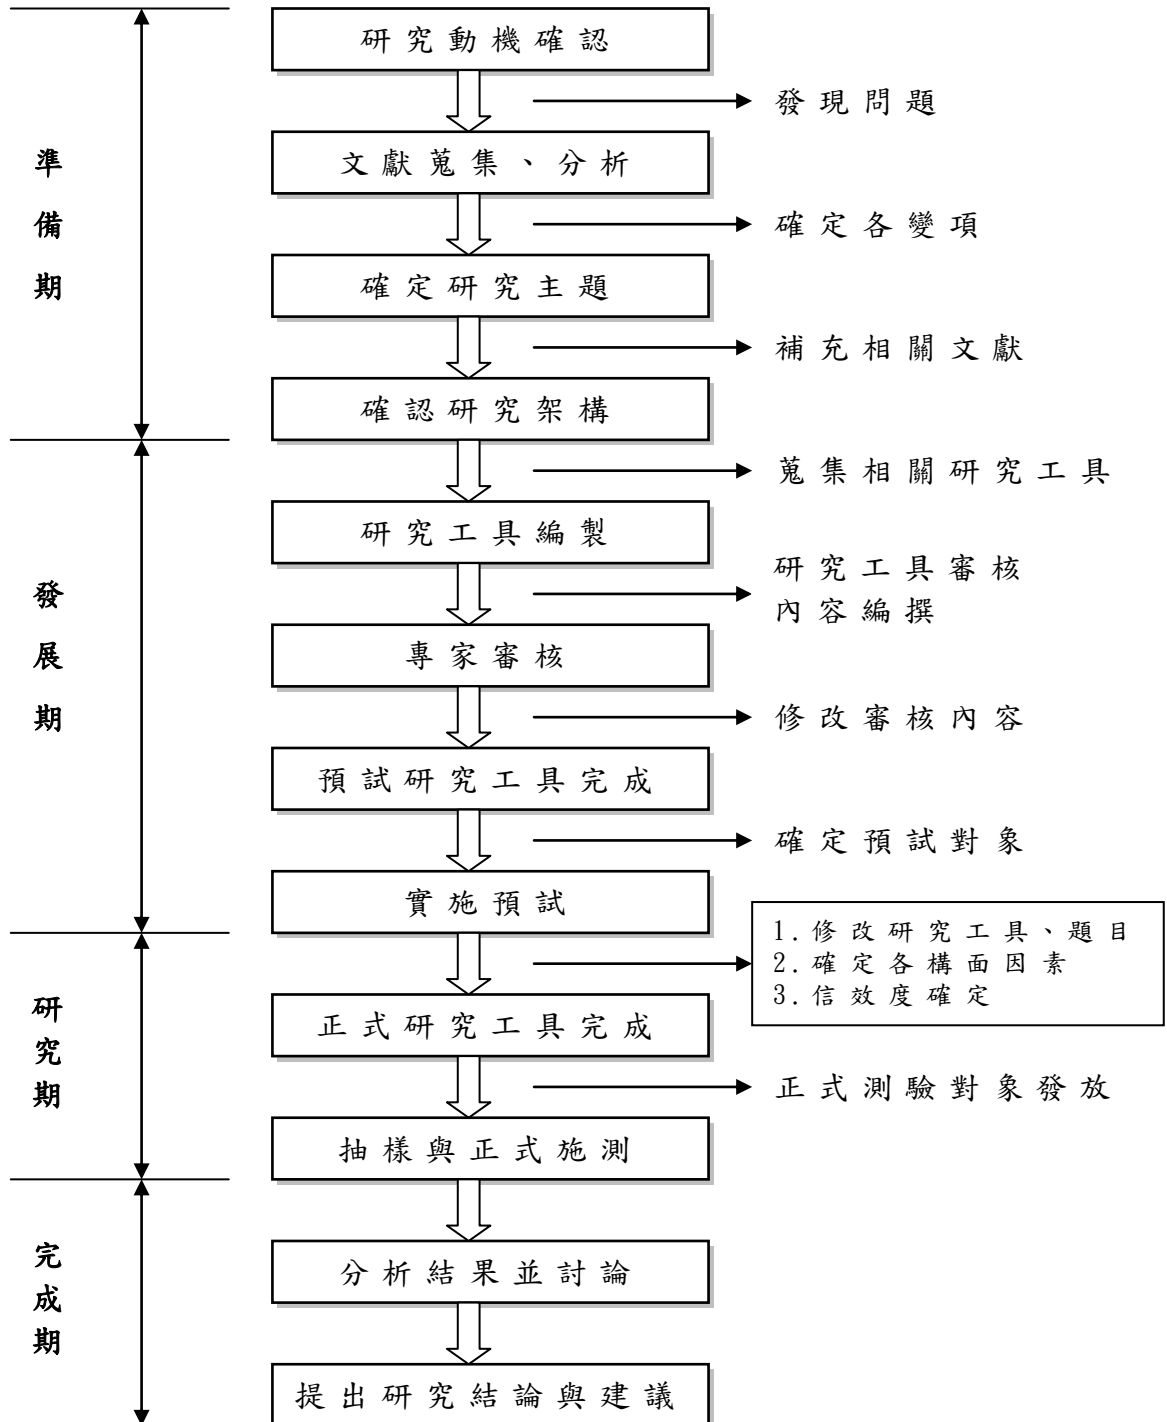 準備期
研究動機確認
發現問題
文獻蒐集、分析
確定各變項
確定研究主題
補充相關文獻
確認研究架構
發展期
蒐集相關研究工具
研究工具編製
研究工具審核
內容編撰
專家審核
修改審核內容
預試研究工具完成
確定預試對象
實施預試
研究期
1.修改研究工具、題目
2.確定各構面因素
3.信效度確定
正式研究工具完成
正式測驗對象發放
抽樣與正式施測
完成期
分析結果並討論
提出研究結論與建議